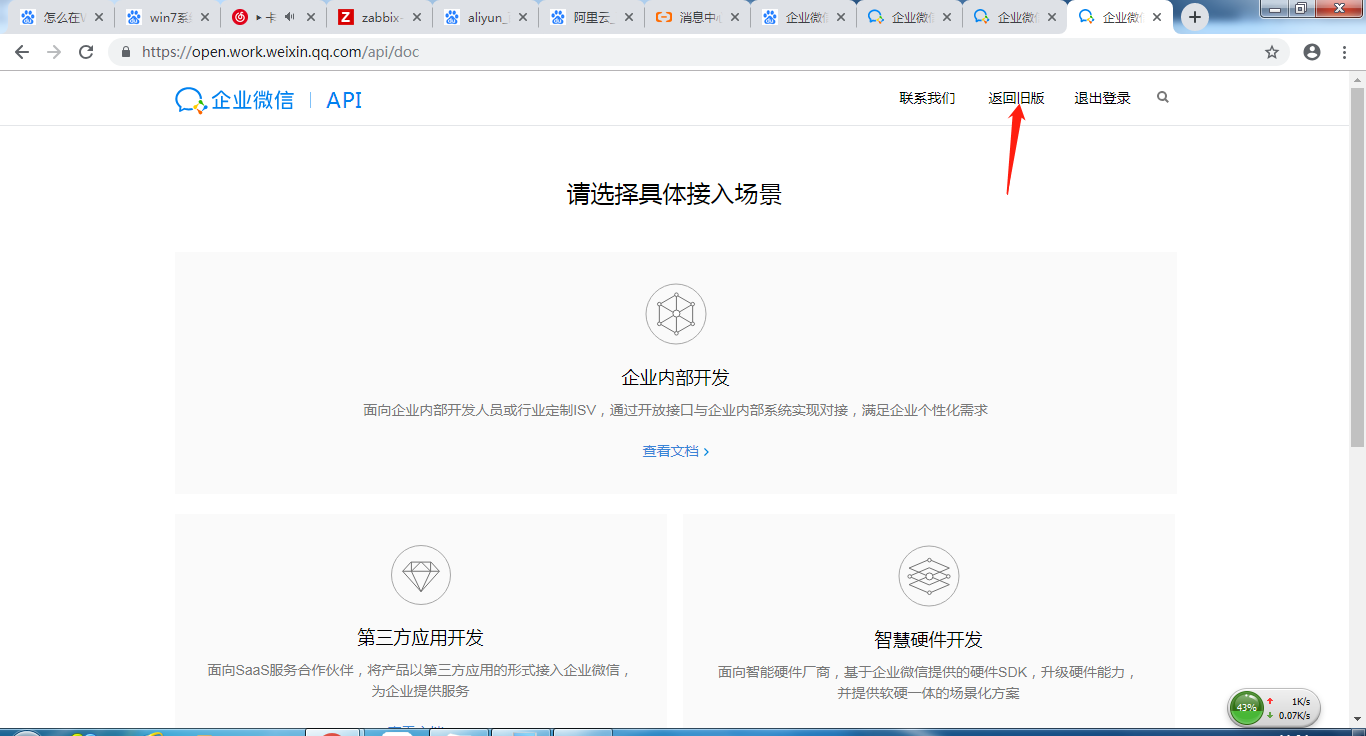 怎么在W
win7系
卡
zabbix-
aliyun_
阿里云_
消息中
企业微
企业微
企业微
企业微
https://open.work.weixin.qq.com/api/doc
企业微信 | API
联系我们 返回旧版 退出登录
请选择具体接入场景
企业内部开发
面向企业内部开发人员或行业定制ISV，通过开放接口与企业内部系统实现对接，满足企业个性化需求
查看文档 >
第三方应用开发
面向SaaS服务合作伙伴，将产品以第三方应用的形式接入企业微信，
为企业提供服务
智慧硬件开发
面向智能硬件厂商，基于企业微信提供的硬件SDK，升级硬件能力，
并提供软硬一体的场景化方案
43%
1K/s
0.07K/s